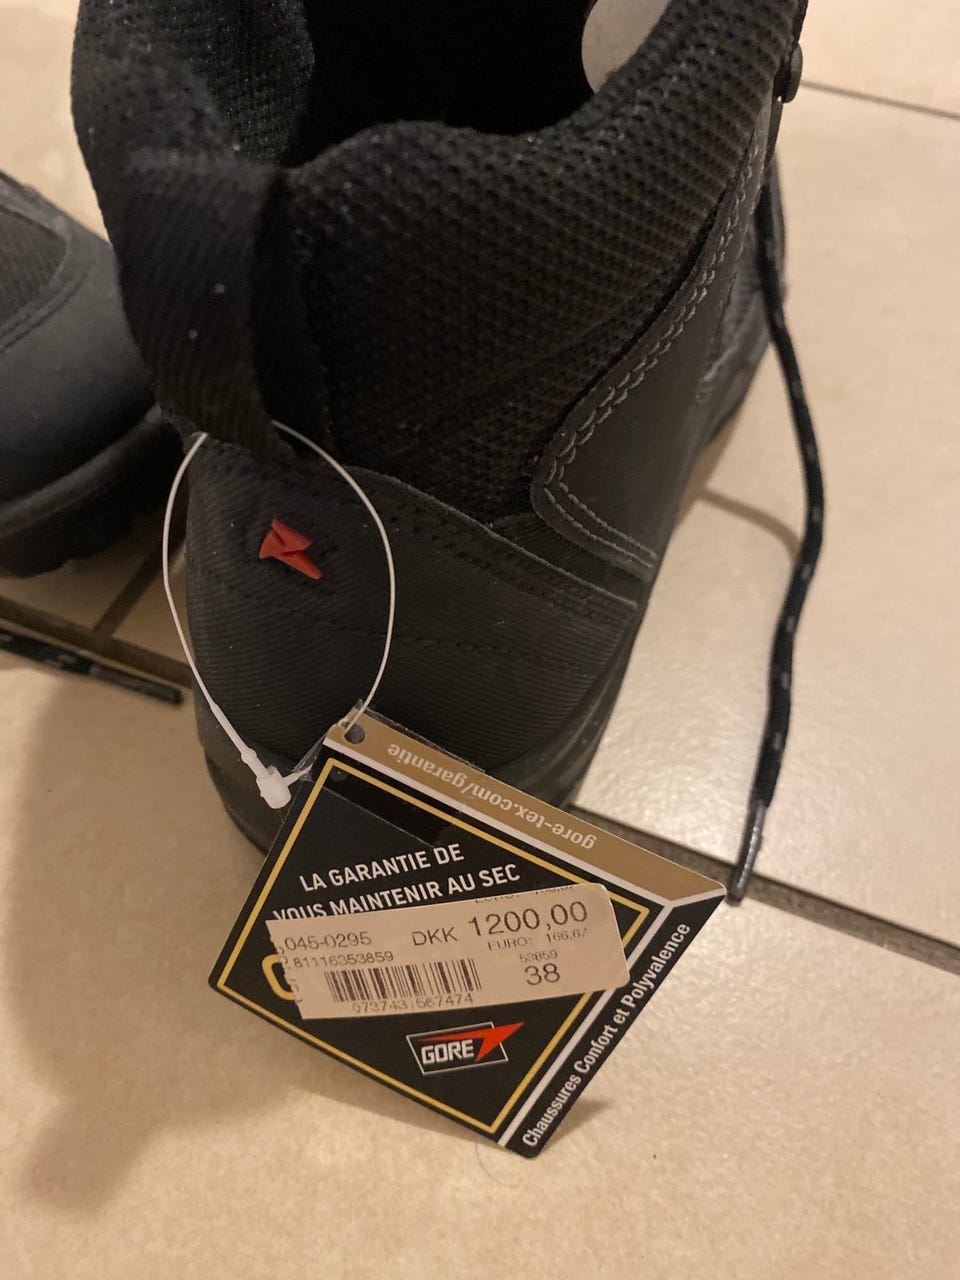 gore-tex.com/garantie
LA GARANTIE DE
VOUS MAINTENIR AU SEC
045-0295 DKK 1200,00
EURO: 166,67
81116353859 53859
38
073743 567474
GORE
Chaussures Confort et Polyvalence